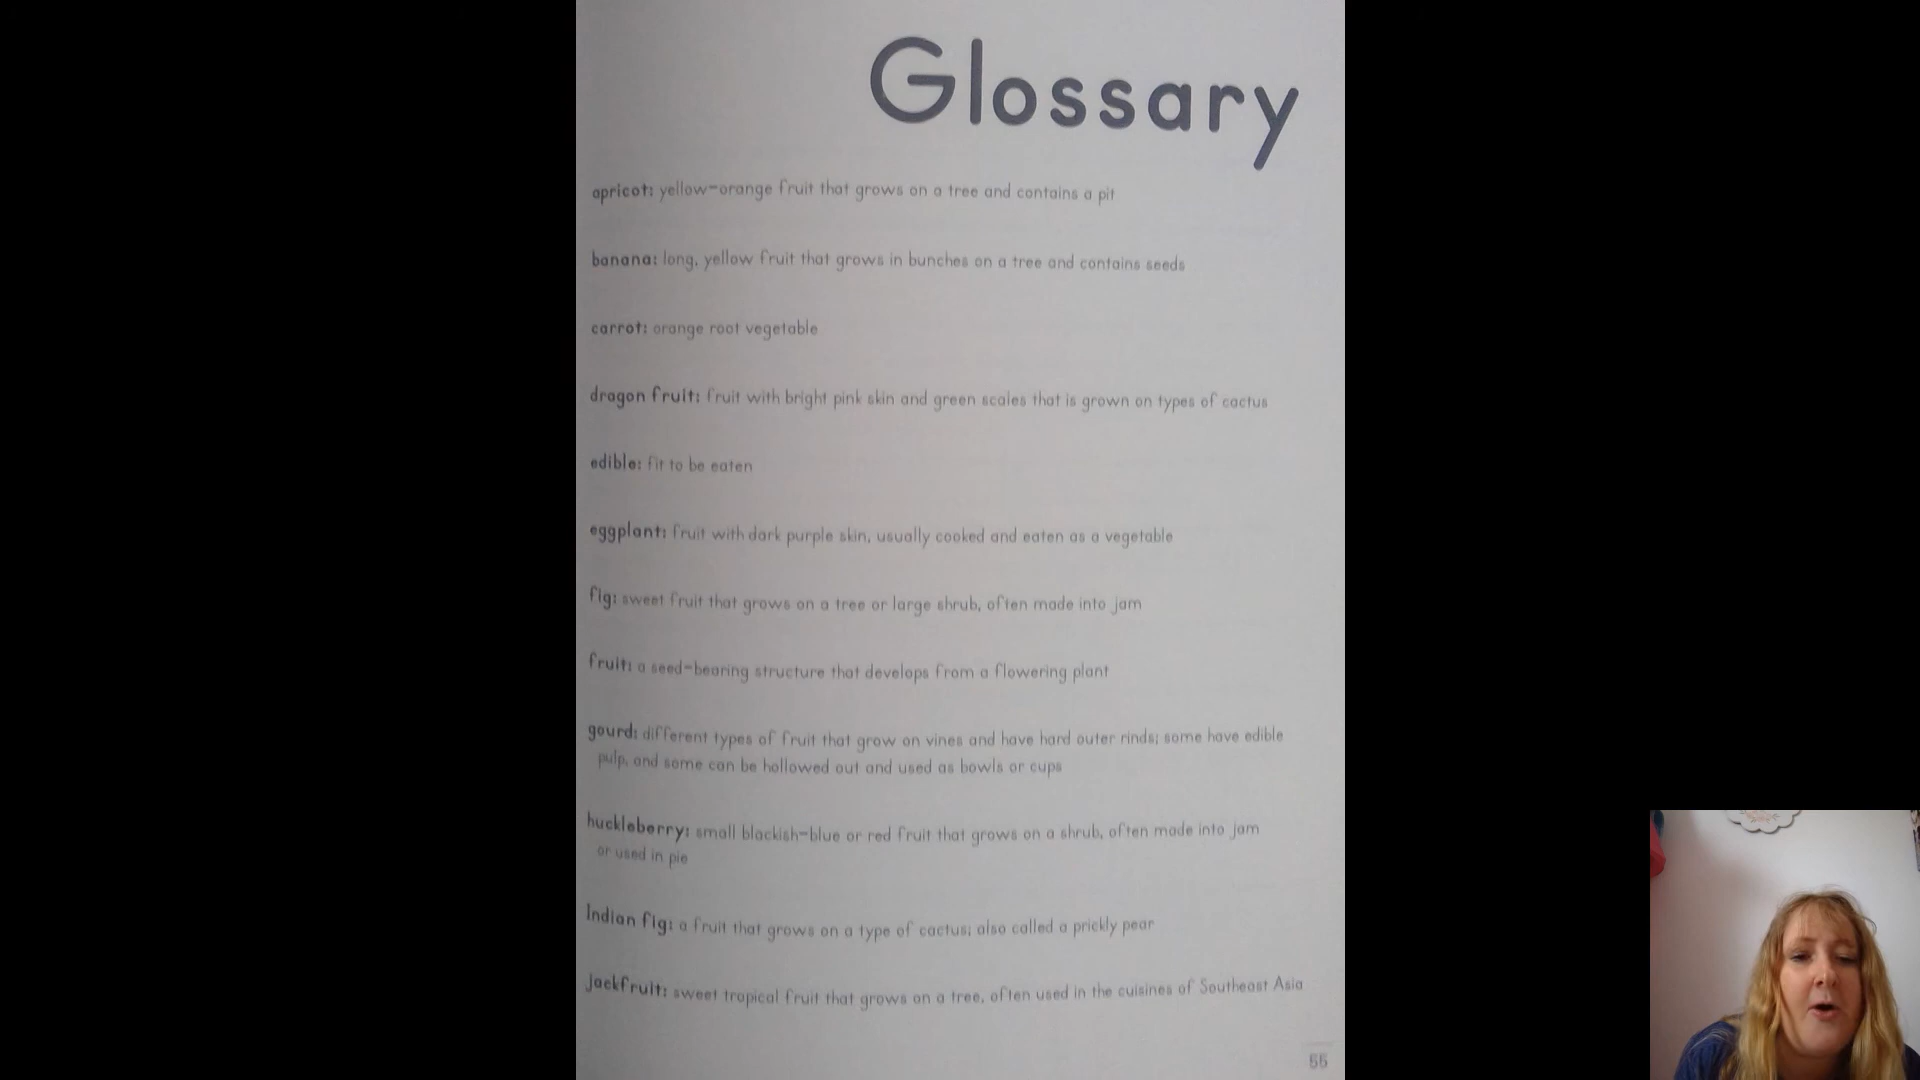 Glossary
apricot: yellow-orange fruit that grows on a tree and contains a pit
banana: long, yellow fruit that grows in bunches on a tree and contains seeds
carrot: orange root vegetable
dragon fruit: fruit with bright pink skin and green scales that is grown on types of cactus
edible: fit to be eaten
eggplant: fruit with dark purple skin, usually cooked and eaten as a vegetable
fig: sweet fruit that grows on a tree or large shrub, often made into jam
fruit: a seed-bearing structure that develops from a flowering plant
gourd: different types of fruit that grow on vines and have hard outer rinds; some have edible
pulp, and some can be hollowed out and used as bowls or cups
huckleberry: small blackish-blue or red fruit that grows on a shrub, often made into jam
or used in pie
Indian fig: a fruit that grows on a type of cactus; also called a prickly pear
jackfruit: sweet tropical fruit that grows on a tree, often used in the cuisines of Southeast Asia
55